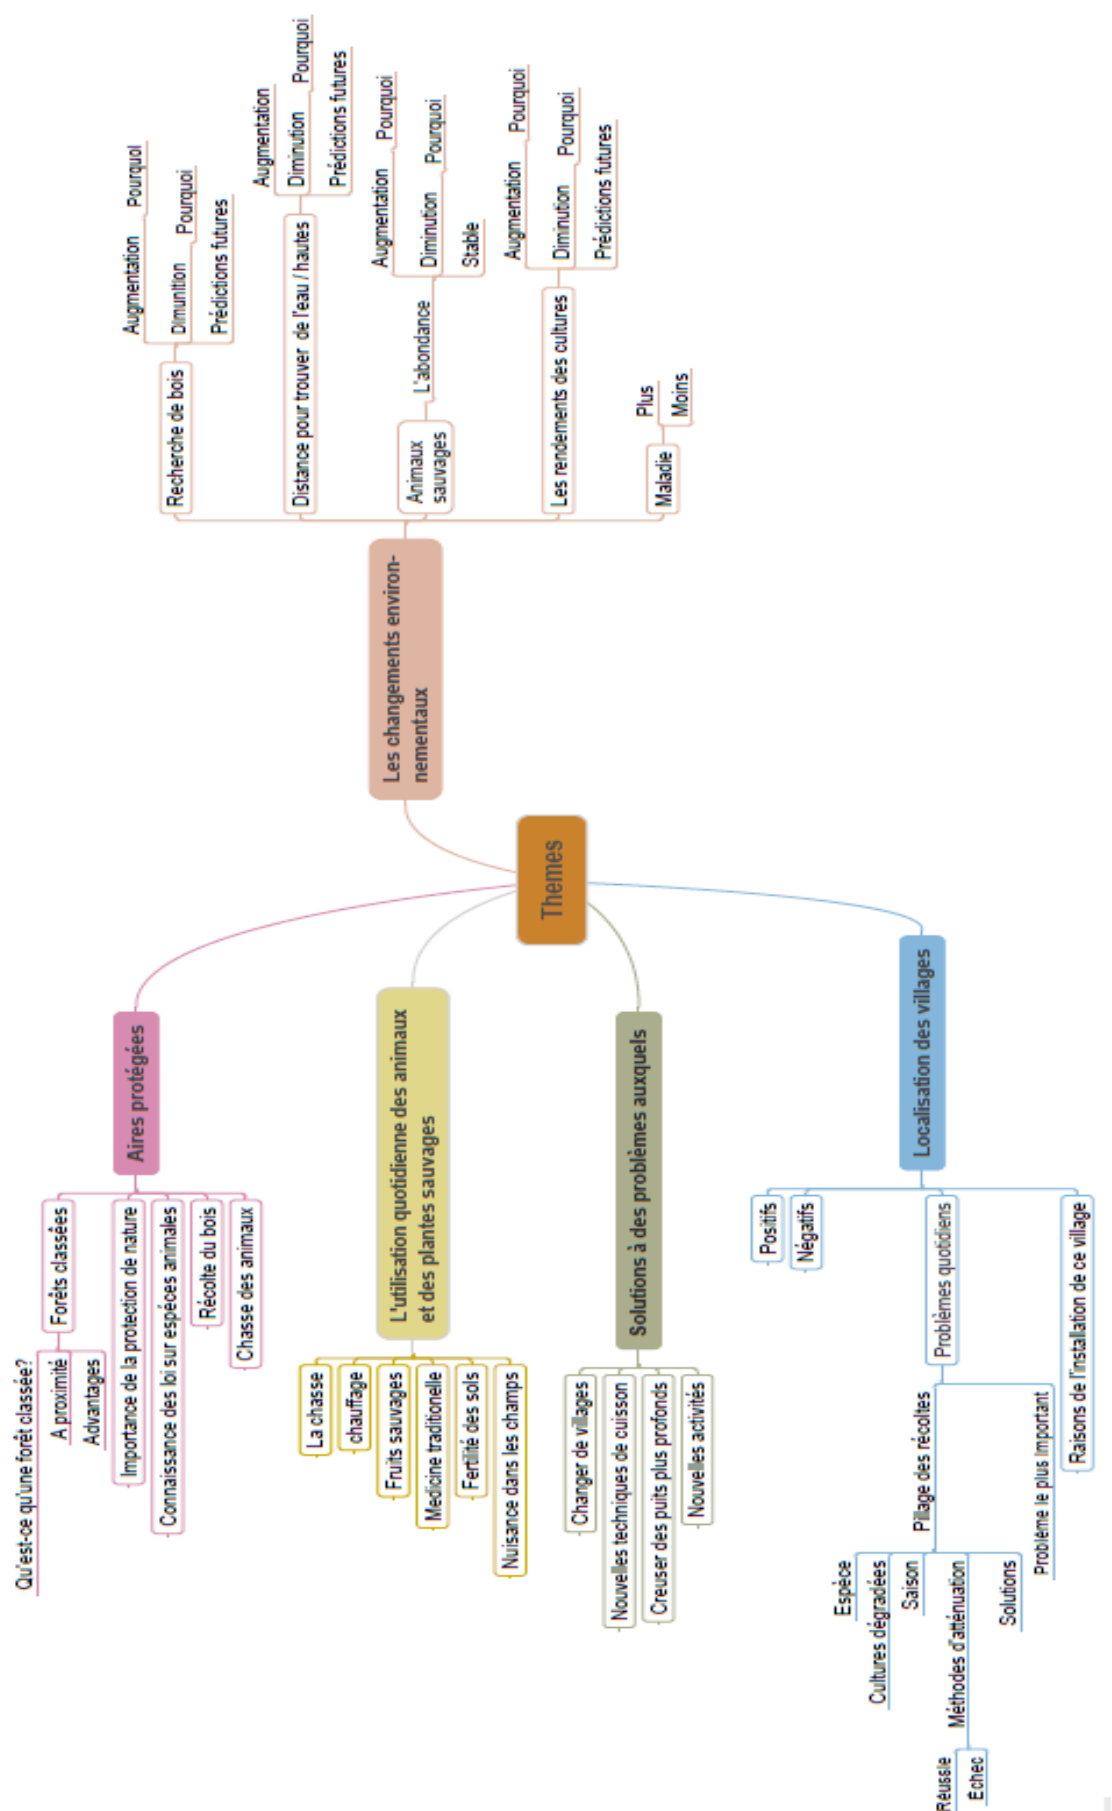 Themes
Aires protégées
Forêts classées
Qu'est-ce qu'une forêt classée?
A proximité
Advantages
Importance de la protection de nature
Connaissance des loi sur espéces animales
Récolte du bois
Chasse des animaux
L'utilisation quotidienne des animaux
et des plantes sauvages
La chasse
chauffage
Fruits sauvages
Medicine traditionelle
Fertilité des sols
Nuisance dans les champs
Solutions à des problèmes auxquels
Changer de villages
Nouvelles techniques de cuisson
Creuser des puits plus profonds
Nouvelles activités
Localisation des villages
Positifs
Négatifs
Problèmes quotidiens
Pillage des récoltes
Espèce
Cultures dégradées
Saison
Méthodes d'atténuation
Réussie
Échec
Solutions
Problème le plus important
Raisons de l'installation de ce village
Les changements environ-
nementaux
Recherche de bois
Augmentation
Pourquoi
Dimunition
Pourquoi
Prédictions futures
Distance pour trouver de l'eau / hautes
Augmentation
Diminution
Pourquoi
Prédictions futures
Animaux
sauvages
L'abondance
Augmentation
Pourquoi
Diminution
Pourquoi
Stable
Les rendements des cultures
Augmentation
Pourquoi
Diminution
Pourquoi
Prédictions futures
Maladie
Plus
Moins